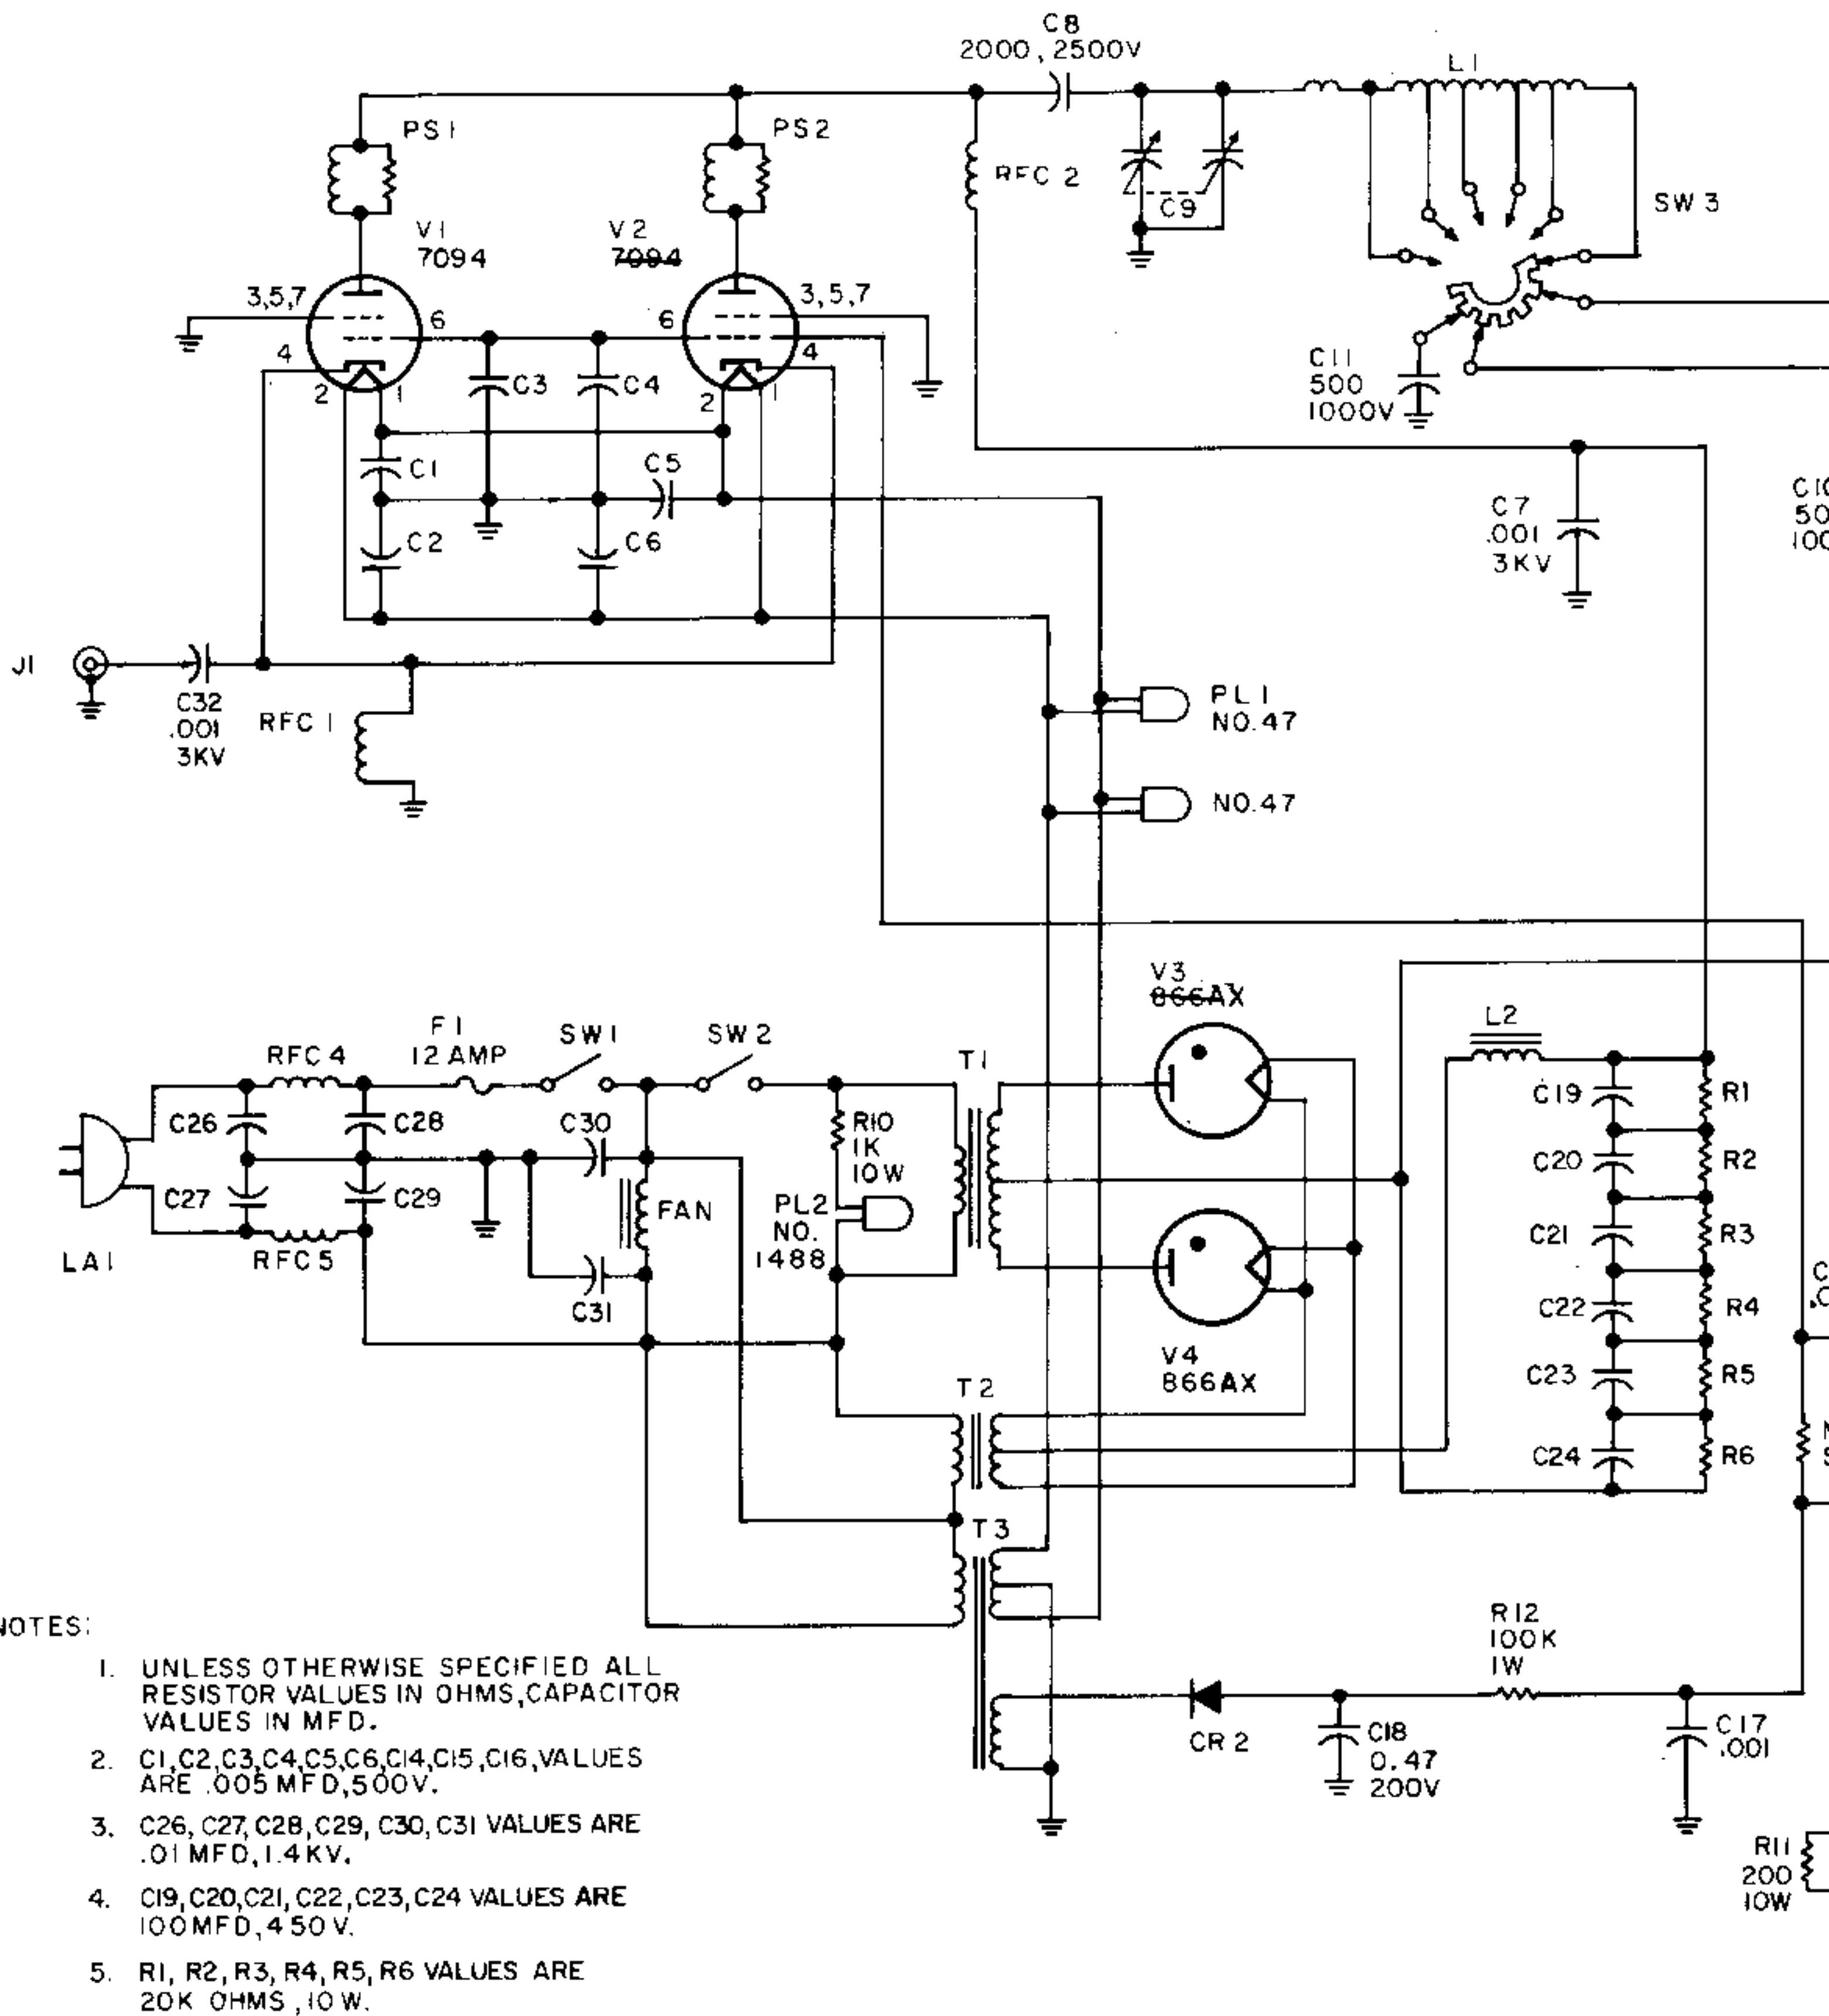 C8
2000, 2500V
L1
PS1
PS2
RFC 2
C9
SW 3
V1
7094
V2
7094
3,5,7
6
4
2
1
6
3,5,7
4
2
1
C3
C4
C11
500
1000V
C1
C5
C2
C6
C7
.001
3KV
J1
C32
.001
3KV
RFC 1
PL 1
NO.47
NO.47
V3
866AX
L2
F1
12 AMP
SW1
SW2
T1
RFC 4
C26
C28
C30
R10
1K
10W
C27
C29
FAN
PL2
NO.
1488
LA1
RFC 5
C31
C19
R1
C20
R2
C21
R3
C22
R4
C23
R5
C24
R6
V4
866AX
T2
T3
R12
100K
1W
CR 2
C18
0.47
200V
C17
.001
R11
200
10W
NOTES:
1. UNLESS OTHERWISE SPECIFIED ALL
RESISTOR VALUES IN OHMS, CAPACITOR
VALUES IN MFD.
2. C1,C2,C3,C4,C5,C6,C14,C15,C16, VALUES
ARE .005 MFD, 500V.
3. C26, C27, C28, C29, C30, C31 VALUES ARE
.01 MFD, 1.4KV.
4. C19, C20, C21, C22, C23, C24 VALUES ARE
100MFD, 450V.
5. R1, R2, R3, R4, R5, R6 VALUES ARE
20K OHMS, 10W.